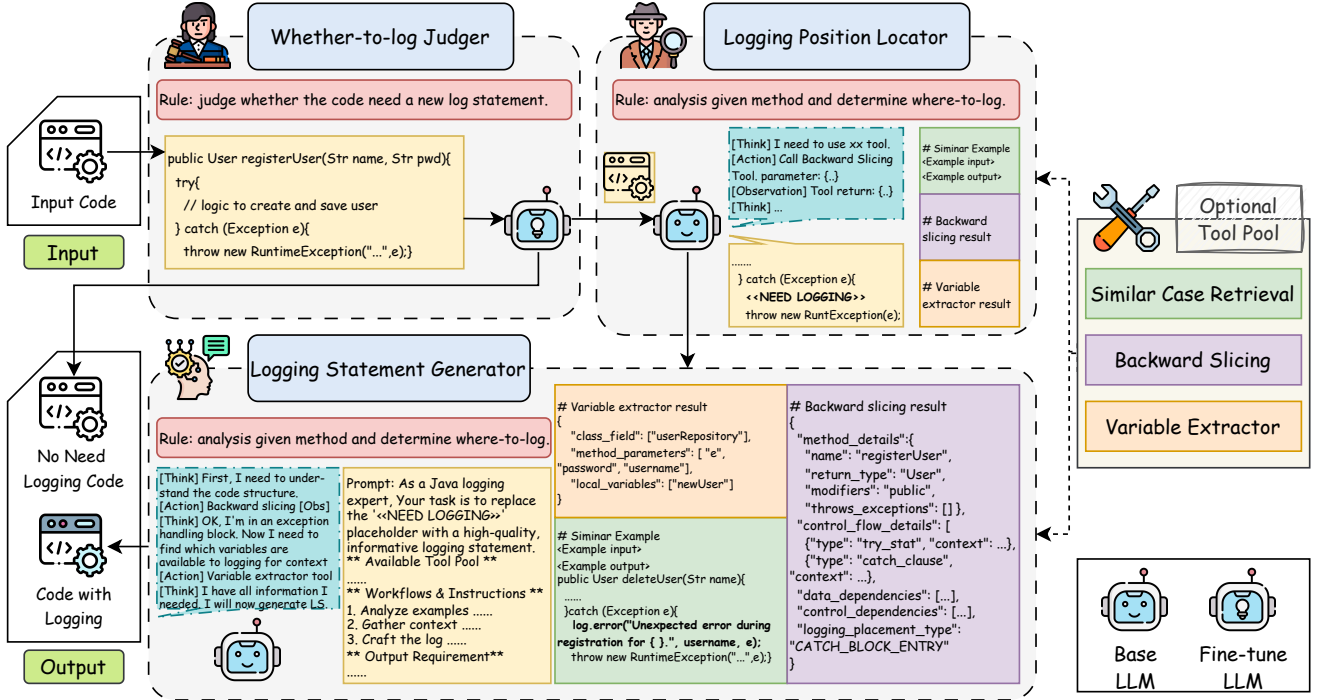 Whether-to-log Judger
Rule: judge whether the code need a new log statement.
Input Code
Input
public User registerUser(Str name, Str pwd){
try{
// logic to create and save user
} catch (Exception e){
throw new RuntimeException("...",e);}
Logging Position Locator
Rule: analysis given method and determine where-to-log.
[Think] I need to use xx tool.
[Action] Call Backward Slicing
Tool, parameter: {..}
[Observation] Tool return: {..}
[Think] ...
.......
} catch (Exception e){
<<NEED LOGGING>>
throw new RuntException(e);
# Siminar Example
<Example input>
<Example output>
# Backward
slicing result
# Variable
extractor result
Optional
Tool Pool
Similar Case Retrieval
Backward Slicing
Variable Extractor
No Need
Logging Code
Code with
Logging
Output
Logging Statement Generator
Rule: analysis given method and determine where-to-log.
[Think] First, I need to under-
stand the code structure.
[Action] Backward slicing [Obs]
[Think] OK, I'm in an exception
handling block. Now I need to
find which variables are
available to logging for context
[Action] Variable extractor tool
[Think] I have all information I
needed. I will now generate LS.
Prompt: As a Java logging
expert, Your task is to replace
the '<<NEED LOGGING>>'
placeholder with a high-quality,
informative logging statement.
** Available Tool Pool **
......
** Workflows & Instructions **
1. Analyze examples ......
2. Gather context ......
3. Craft the log ......
** Output Requirement**
......
# Variable extractor result
{
"class_field": ["userRepository"],
"method_parameters": [ "e",
"password", "username"],
"local_variables": ["newUser"]
}
# Siminar Example
<Example input>
<Example output>
public User deleteUser(Str name){
......
}catch (Exception e){
log.error("Unexpected error during
registration for { }.", username, e);
throw new RuntimeException("...",e);}
# Backward slicing result
{
"method_details":{
"name": "registerUser",
"return_type": "User",
"modifiers": "public",
"throws_exceptions": [] },
"control_flow_details": [
{"type": "try_stat", "context": ...},
{"type": "catch_clause",
"context": ...},
"data_dependencies": [...],
"control_dependencies": [...],
"logging_placement_type":
"CATCH_BLOCK_ENTRY"
}
Base
LLM
Fine-tune
LLM